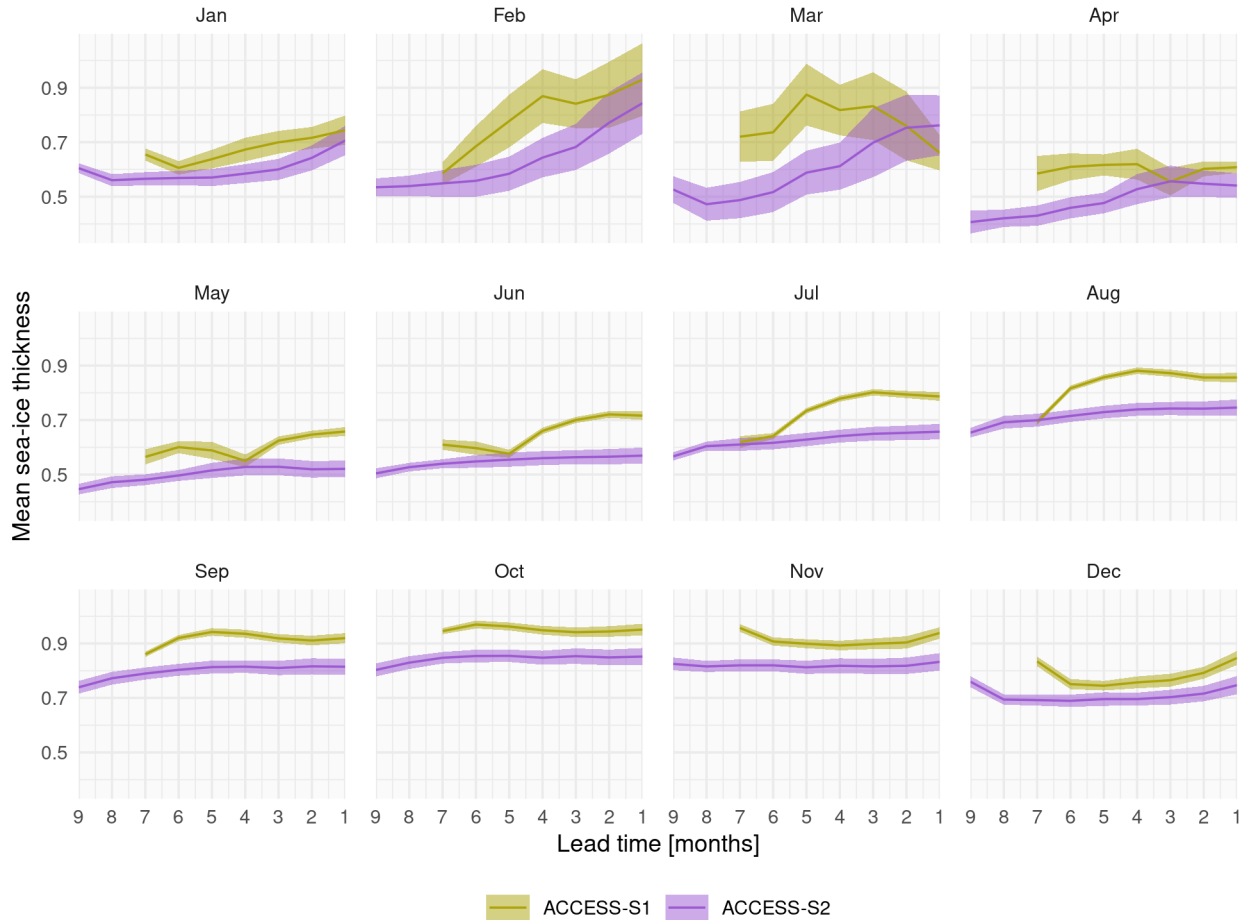 Jan Feb Mar Apr
0.9
0.7
0.5
May Jun Jul Aug
0.9
0.7
0.5
Sep Oct Nov Dec
0.9
0.7
0.5
9 8 7 6 5 4 3 2 1 9 8 7 6 5 4 3 2 1 9 8 7 6 5 4 3 2 1 9 8 7 6 5 4 3 2 1
Mean sea-ice thickness
Lead time [months]
ACCESS-S1 ACCESS-S2